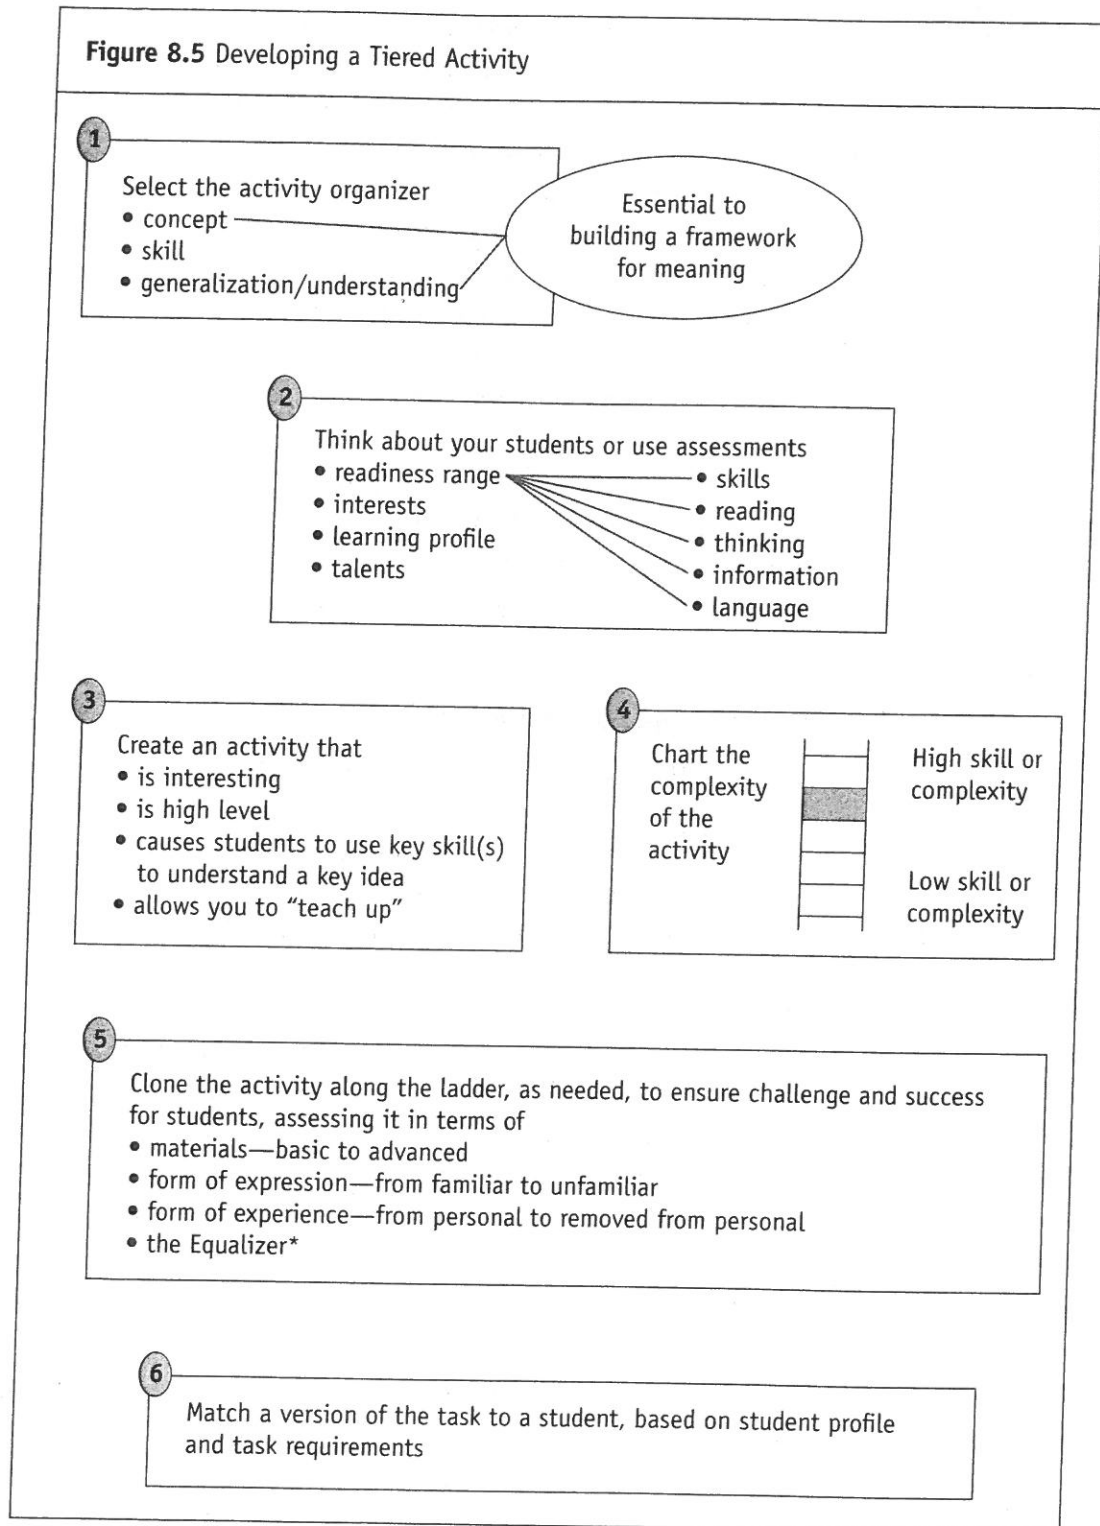 Figure 8.5 Developing a Tiered Activity
1
Select the activity organizer
• concept
• skill
• generalization/understanding
Essential to
building a framework
for meaning
2
Think about your students or use assessments
• readiness range
• interests
• learning profile
• talents
• skills
• reading
• thinking
• information
• language
3
Create an activity that
• is interesting
• is high level
• causes students to use key skill(s)
to understand a key idea
• allows you to “teach up”
4
Chart the
complexity
of the
activity
High skill or
complexity
Low skill or
complexity
5
Clone the activity along the ladder, as needed, to ensure challenge and success
for students, assessing it in terms of
• materials—basic to advanced
• form of expression—from familiar to unfamiliar
• form of experience—from personal to removed from personal
• the Equalizer*
6
Match a version of the task to a student, based on student profile
and task requirements